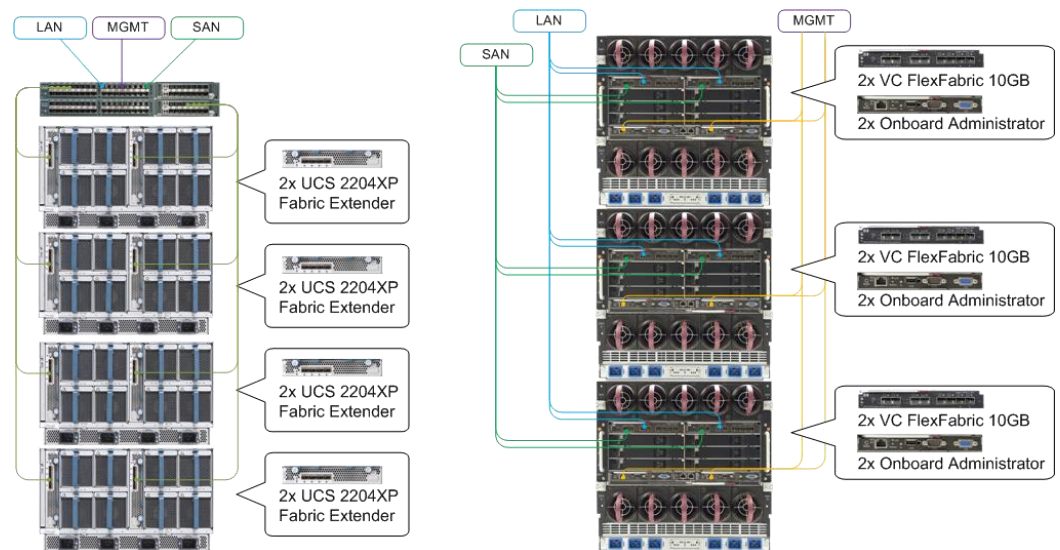 LAN
MGMT
SAN
2x UCS 2204XP
Fabric Extender
2x UCS 2204XP
Fabric Extender
2x UCS 2204XP
Fabric Extender
2x UCS 2204XP
Fabric Extender
LAN
MGMT
SAN
2x VC FlexFabric 10GB
2x Onboard Administrator
2x VC FlexFabric 10GB
2x Onboard Administrator
2x VC FlexFabric 10GB
2x Onboard Administrator